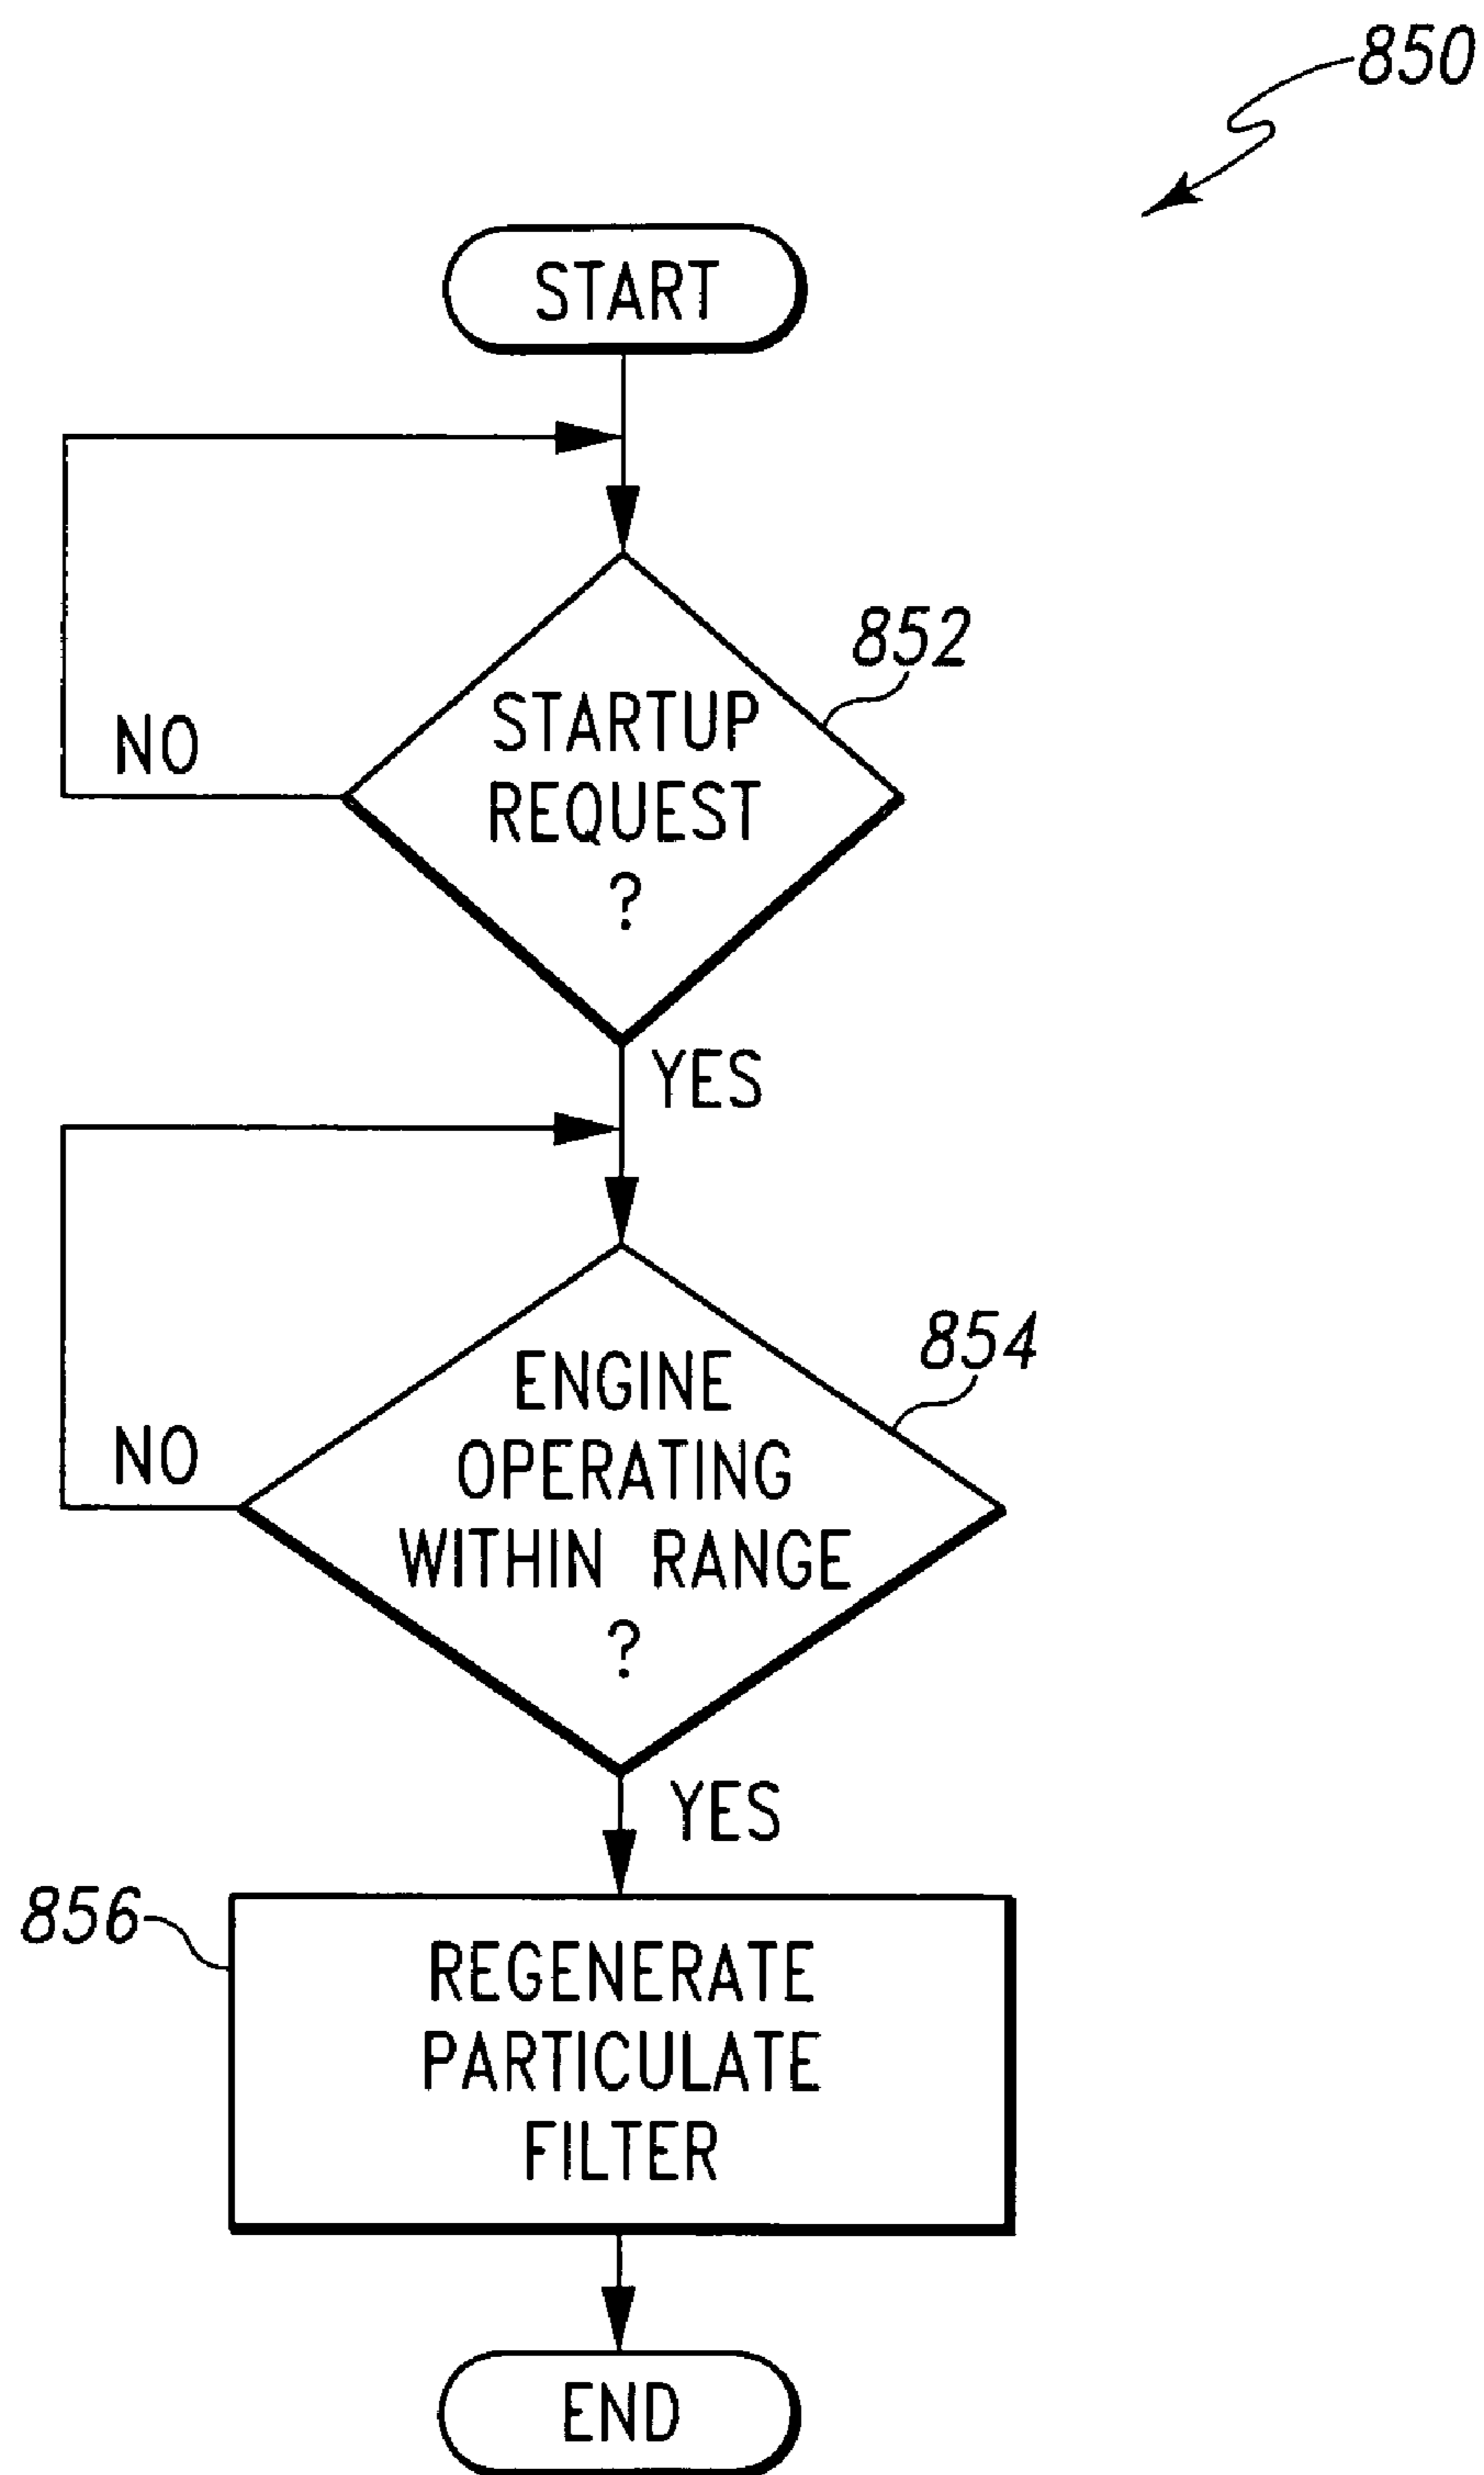 850
START
852
STARTUP
REQUEST
?
NO
YES
854
ENGINE
OPERATING
WITHIN RANGE
?
NO
YES
856
REGENERATE
PARTICULATE
FILTER
END